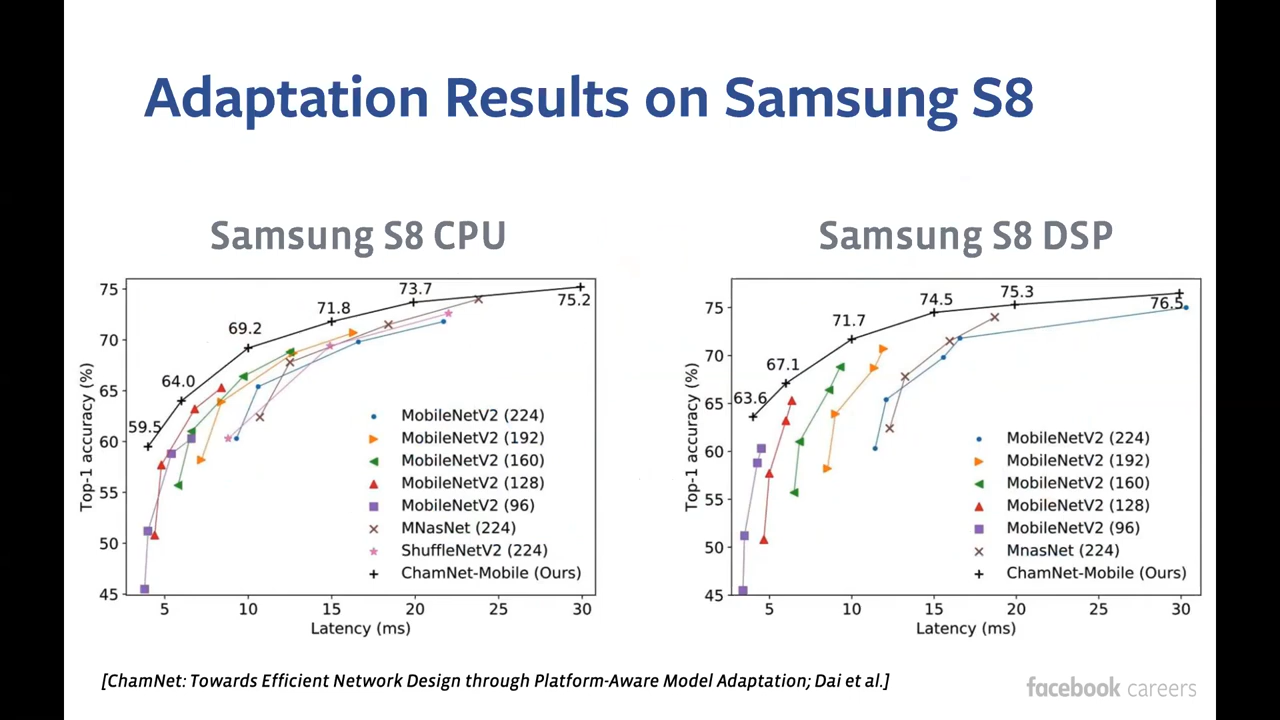 Adaptation Results on Samsung S8
Samsung S8 CPU
75
70
65
60
55
50
45
Top-1 accuracy (%)
59.5
64.0
69.2
71.8
73.7
75.2
MobileNetV2 (224)
MobileNetV2 (192)
MobileNetV2 (160)
MobileNetV2 (128)
MobileNetV2 (96)
MNasNet (224)
ShuffleNetV2 (224)
ChamNet-Mobile (Ours)
5 10 15 20 25 30
Latency (ms)
Samsung S8 DSP
75
70
65
60
55
50
45
Top-1 accuracy (%)
63.6
67.1
71.7
74.5
75.3
76.5
MobileNetV2 (224)
MobileNetV2 (192)
MobileNetV2 (160)
MobileNetV2 (128)
MobileNetV2 (96)
MnasNet (224)
ChamNet-Mobile (Ours)
5 10 15 20 25 30
Latency (ms)
[ChamNet: Towards Efficient Network Design through Platform-Aware Model Adaptation; Dai et al.]
facebook careers